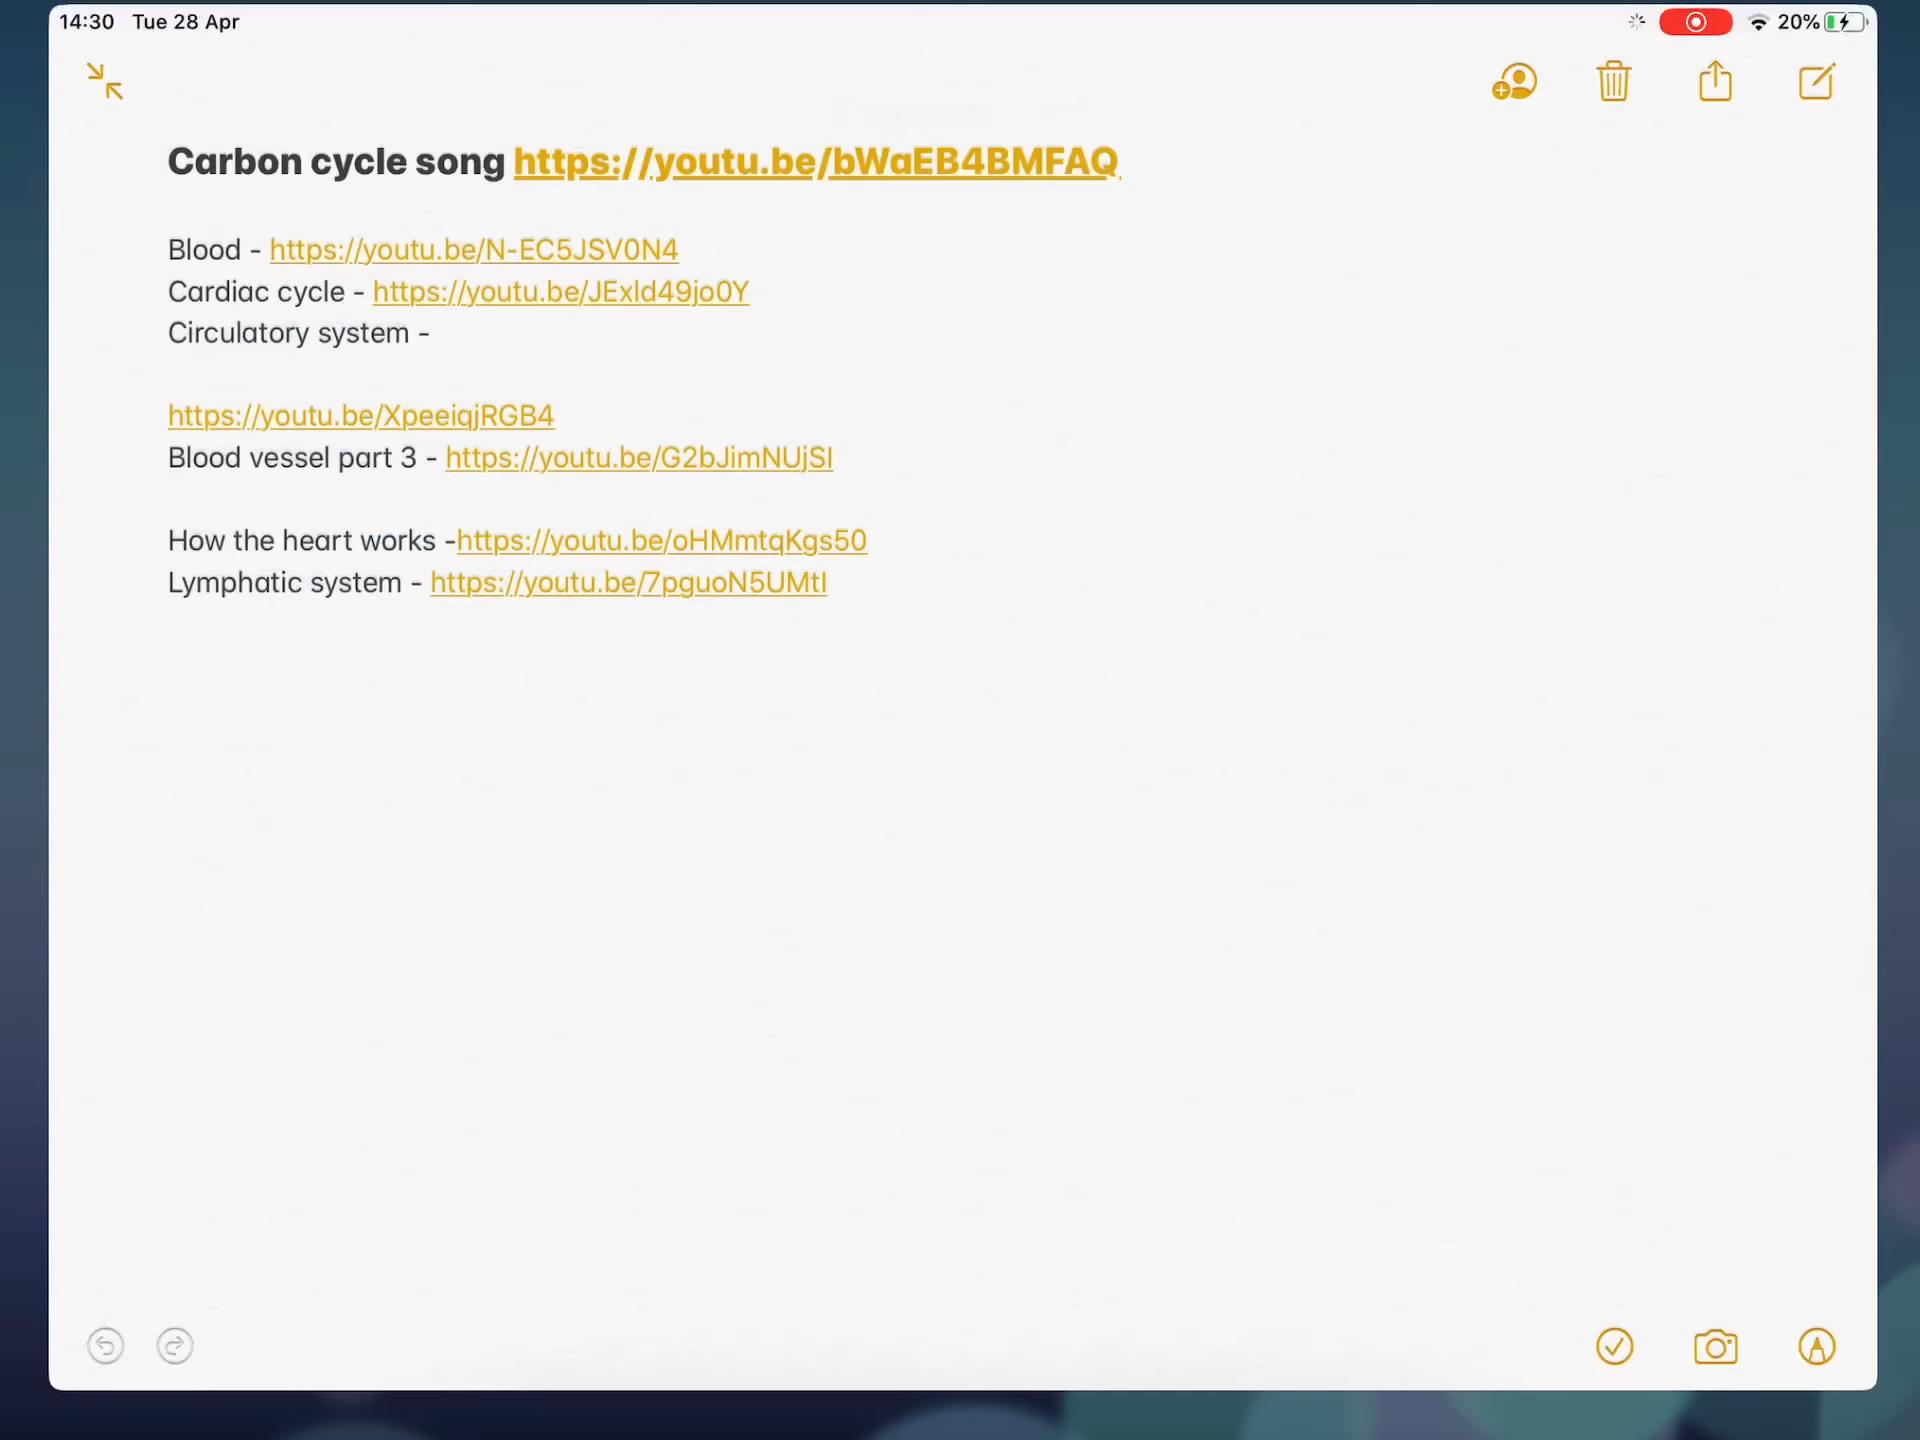 14:30 Tue 28 Apr 20%
Carbon cycle song https://youtu.be/bWaEB4BMFAQ
Blood - https://youtu.be/N-EC5JSV0N4
Cardiac cycle - https://youtu.be/JExld49jo0Y
Circulatory system -
https://youtu.be/XpeeiqjRGB4
Blood vessel part 3 - https://youtu.be/G2bJimNUjSI
How the heart works -https://youtu.be/oHMmtqKgs50
Lymphatic system - https://youtu.be/7pguoN5UMtI